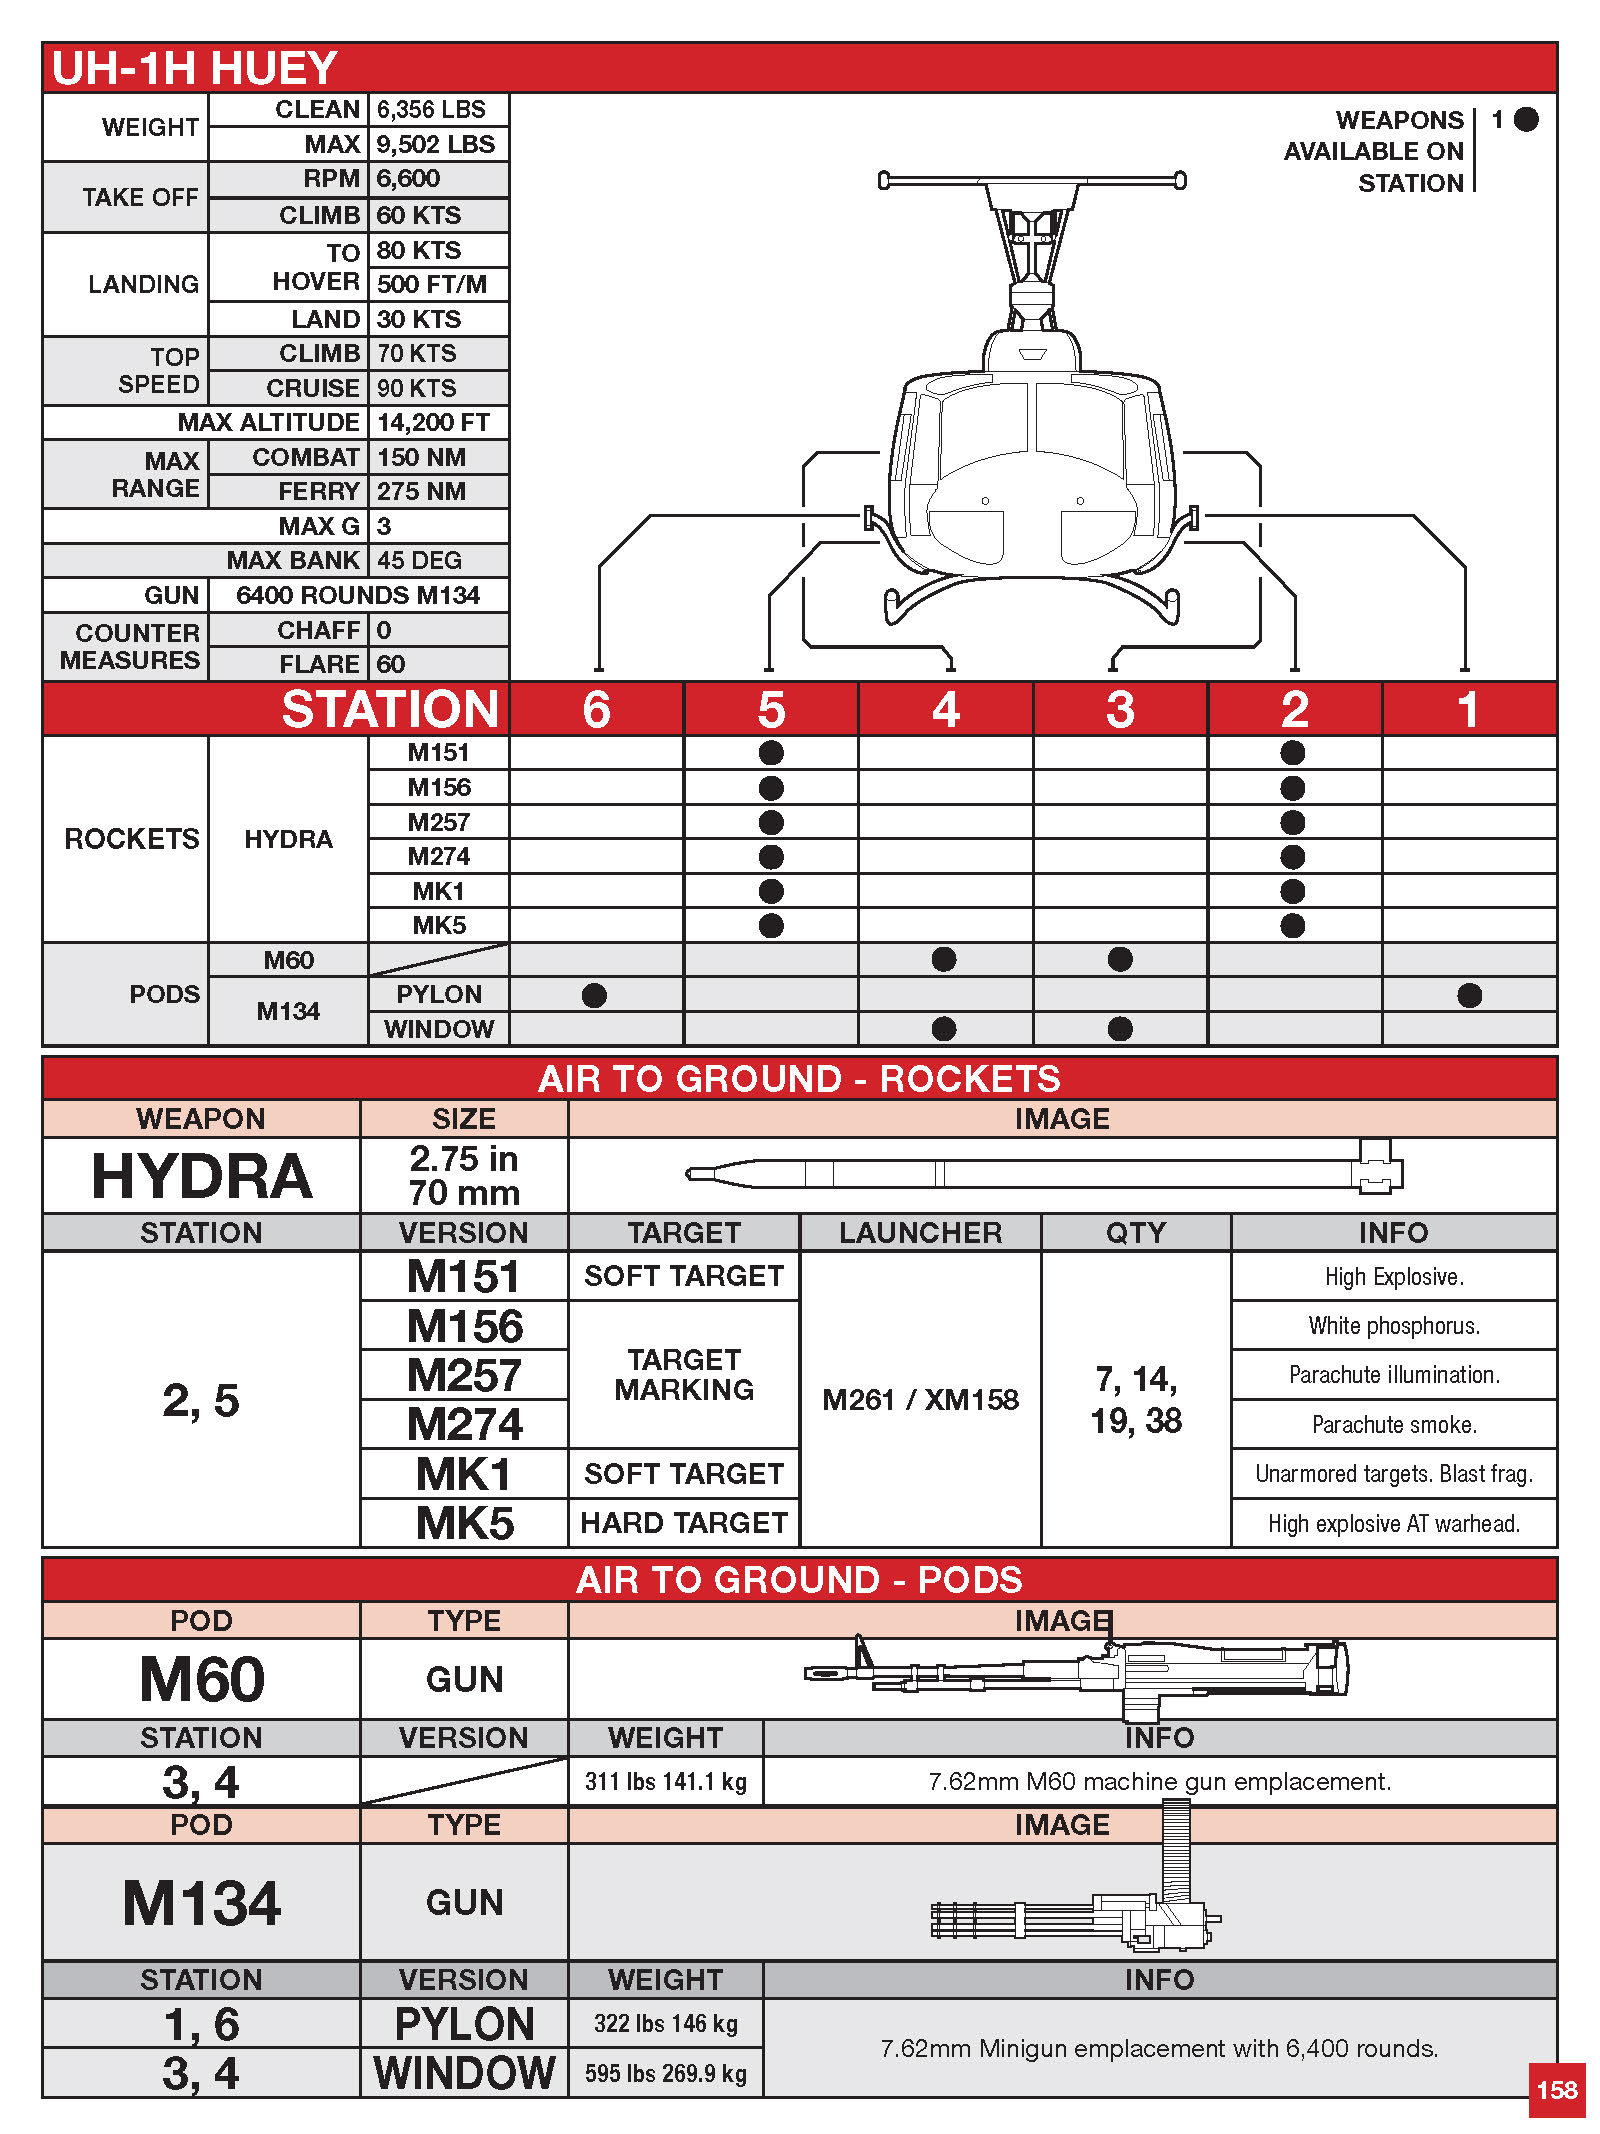 UH-1H HUEY
WEIGHT
CLEAN 6,356 LBS
MAX 9,502 LBS
TAKE OFF
RPM 6,600
CLIMB 60 KTS
LANDING
TO HOVER
80 KTS
500 FT/M
LAND 30 KTS
TOP SPEED
CLIMB 70 KTS
CRUISE 90 KTS
MAX ALTITUDE 14,200 FT
MAX RANGE
COMBAT 150 NM
FERRY 275 NM
MAX G 3
MAX BANK 45 DEG
GUN 6400 ROUNDS M134
COUNTER MEASURES
CHAFF 0
FLARE 60
WEAPONS
AVAILABLE ON
STATION
1
STATION 6 5 4 3 2 1
ROCKETS
HYDRA
M151
M156
M257
M274
MK1
MK5
PODS
M60
M134
PYLON
WINDOW
AIR TO GROUND - ROCKETS
WEAPON SIZE IMAGE
HYDRA
2.75 in
70 mm
STATION VERSION TARGET LAUNCHER QTY INFO
2, 5
M151 SOFT TARGET
High Explosive.
M156
White phosphorus.
M257
TARGET
MARKING
Parachute illumination.
M274
Parachute smoke.
M261 / XM158
7, 14,
19, 38
MK1 SOFT TARGET
Unarmored targets. Blast frag.
MK5 HARD TARGET
High explosive AT warhead.
AIR TO GROUND - PODS
POD TYPE IMAGE
M60 GUN
STATION VERSION WEIGHT INFO
3, 4 311 lbs 141.1 kg 7.62mm M60 machine gun emplacement.
POD TYPE IMAGE
M134 GUN
STATION VERSION WEIGHT INFO
1, 6 PYLON 322 lbs 146 kg
7.62mm Minigun emplacement with 6,400 rounds.
3, 4 WINDOW 595 lbs 269.9 kg
158